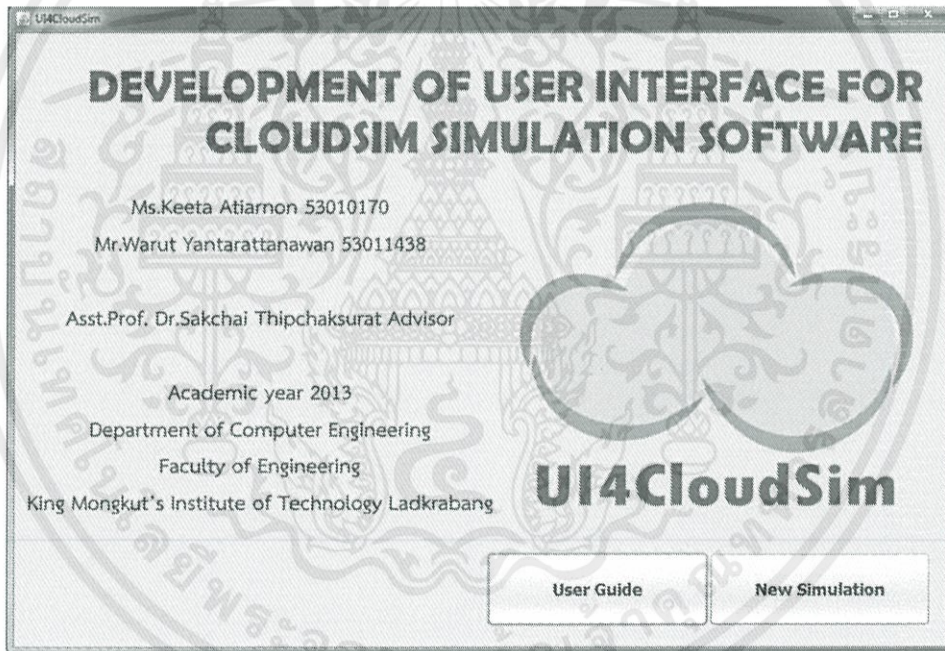 UI4CloudSim
DEVELOPMENT OF USER INTERFACE FOR
CLOUDSIM SIMULATION SOFTWARE
Ms.Keeta Atiarnon 53010170
Mr.Warut Yantarattanawan 53011438
Asst.Prof. Dr.Sakchai Thipchaksurat Advisor
Academic year 2013
Department of Computer Engineering
Faculty of Engineering
King Mongkut's Institute of Technology Ladkrabang
UI4CloudSim
User Guide
New Simulation